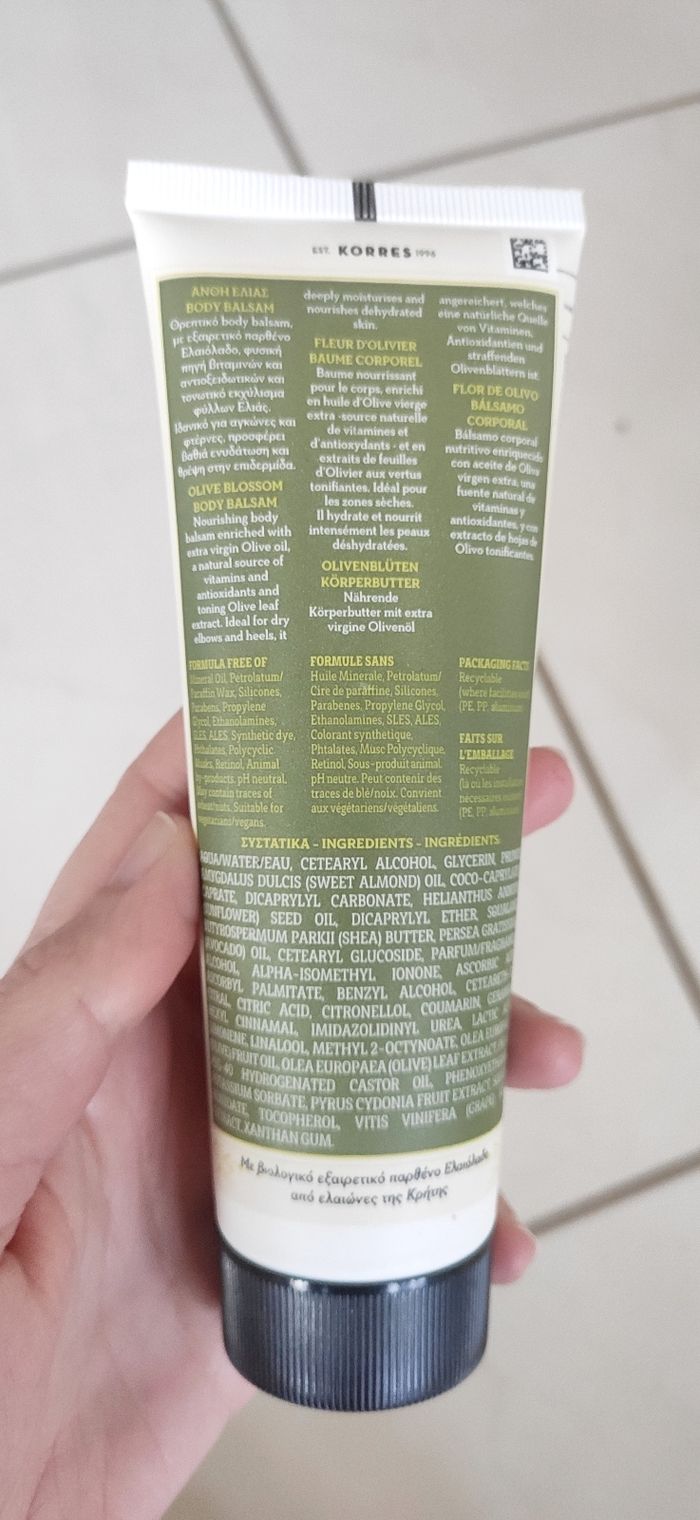 EST. KORRES 1996
ΑΝΘΗ ΕΛΙΑΣ
BODY BALSAM
Θρεπτικό body balsam,
με εξαιρετικό παρθένο
Ελαιόλαδο, φυσική
πηγή βιταμινών και
αντιοξειδωτικών και
τονωτικό εκχύλισμα
φύλλων Ελιάς.
Ιδανικό για αγκώνες και
φτέρνες, προσφέρει
βαθιά ενυδάτωση και
θρέψη στην επιδερμίδα.
OLIVE BLOSSOM
BODY BALSAM
Nourishing body
balsam enriched with
extra virgin Olive oil,
a natural source of
vitamins and
antioxidants and
toning Olive leaf
extract. Ideal for dry
elbows and heels, it
deeply moisturises and
nourishes dehydrated
skin.
FLEUR D'OLIVIER
BAUME CORPOREL
Baume nourrissant
pour le corps, enrichi
en huile d'Olive vierge
extra -source naturelle
de vitamines et
d'antioxydants - et en
extraits de feuilles
d'Olivier aux vertus
tonifiantes. Idéal pour
les zones sèches.
Il hydrate et nourrit
intensément les peaux
déshydratées.
OLIVENBLÜTEN
KÖRPERBUTTER
Nährende
Körperbutter mit extra
virgine Olivenöl
angereichert, welches
eine natürliche Quelle
von Vitaminen,
Antioxidantien und
straffenden
Olivenblättern ist.
FLOR DE OLIVO
BÁLSAMO
CORPORAL
Bálsamo corporal
nutritivo enriquecido
con aceite de Oliva
virgen extra, una
fuente natural de
vitaminas y
antioxidantes, y con
extracto de hojas de
Olivo tonificantes.
FORMULA FREE OF
Mineral Oil, Petrolatum/
Paraffin Wax, Silicones,
Parabens, Propylene
Glycol, Ethanolamines,
SLES, ALES, Synthetic dye,
Phthalates, Polycyclic
Musks, Retinol, Animal
by-products. pH neutral.
May contain traces of
wheat/nuts. Suitable for
vegetarians/vegans.
FORMULE SANS
Huile Minerale, Petrolatum/
Cire de paraffine, Silicones,
Parabenes, Propylene Glycol,
Ethanolamines, SLES, ALES,
Colorant synthetique,
Phtalates, Musc Polycyclique,
Retinol, Sous-produit animal.
pH neutre. Peut contenir des
traces de blé/noix. Convient
aux végétariens/végétaliens.
PACKAGING FACTS
Recyclable
(where facilities
(PE, PP, aluminum
FAITS SUR
L'EMBALLAGE
Recyclable
(là où les
nécessaires
(PE, PP,
ΣΥΣΤΑΤΙΚΑ - INGREDIENTS - INGRÉDIENTS:
AQUA/WATER/EAU, CETEARYL ALCOHOL, GLYCERIN,
AMYGDALUS DULCIS (SWEET ALMOND) OIL,
DICAPRYLYL CARBONATE, HELIANTHUS
(SUNFLOWER) SEED OIL, DICAPRYLYL ETHER,
BUTYROSPERMUM PARKII (SHEA) BUTTER, PERSEA
(AVOCADO) OIL, CETEARYL GLUCOSIDE, PARFUM/FRAGRANCE,
ALCOHOL, ALPHA-ISOMETHYL IONONE, ASCORBIC
ASCORBYL PALMITATE, BENZYL ALCOHOL,
CITRAL, CITRIC ACID, CITRONELLOL, COUMARIN,
HEXYL CINNAMAL, IMIDAZOLIDINYL UREA, LACTIC
LIMONENE, LINALOOL, METHYL 2-OCTYNOATE, OLEA
(OLIVE) FRUIT OIL, OLEA EUROPAEA (OLIVE) LEAF EXTRACT,
HYDROGENATED CASTOR OIL,
POTASSIUM SORBATE, PYRUS CYDONIA FRUIT EXTRACT,
TOCOPHEROL, VITIS VINIFERA (GRAPE)
EXTRACT, XANTHAN GUM.
Με βιολογικό εξαιρετικό παρθένο Ελαιόλαδο,
από ελαιώνες της Κρήτης